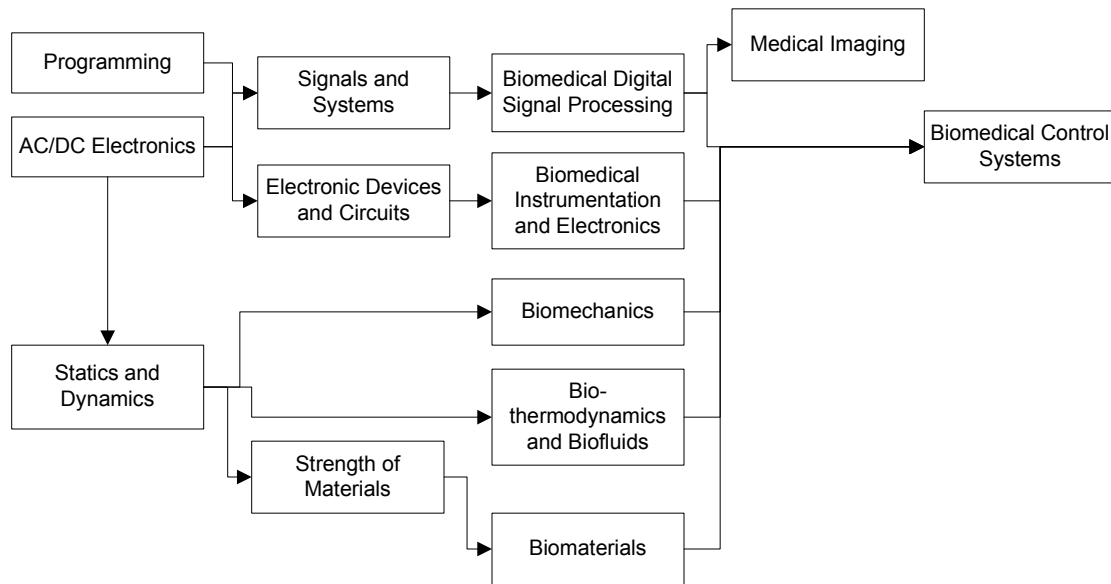 Programming
AC/DC Electronics
Statics and
Dynamics
Signals and
Systems
Electronic Devices
and Circuits
Strength of
Materials
Biomedical Digital
Signal Processing
Biomedical
Instrumentation
and Electronics
Biomechanics
Bio-
thermodynamics
and Biofluids
Biomaterials
Medical Imaging
Biomedical Control
Systems